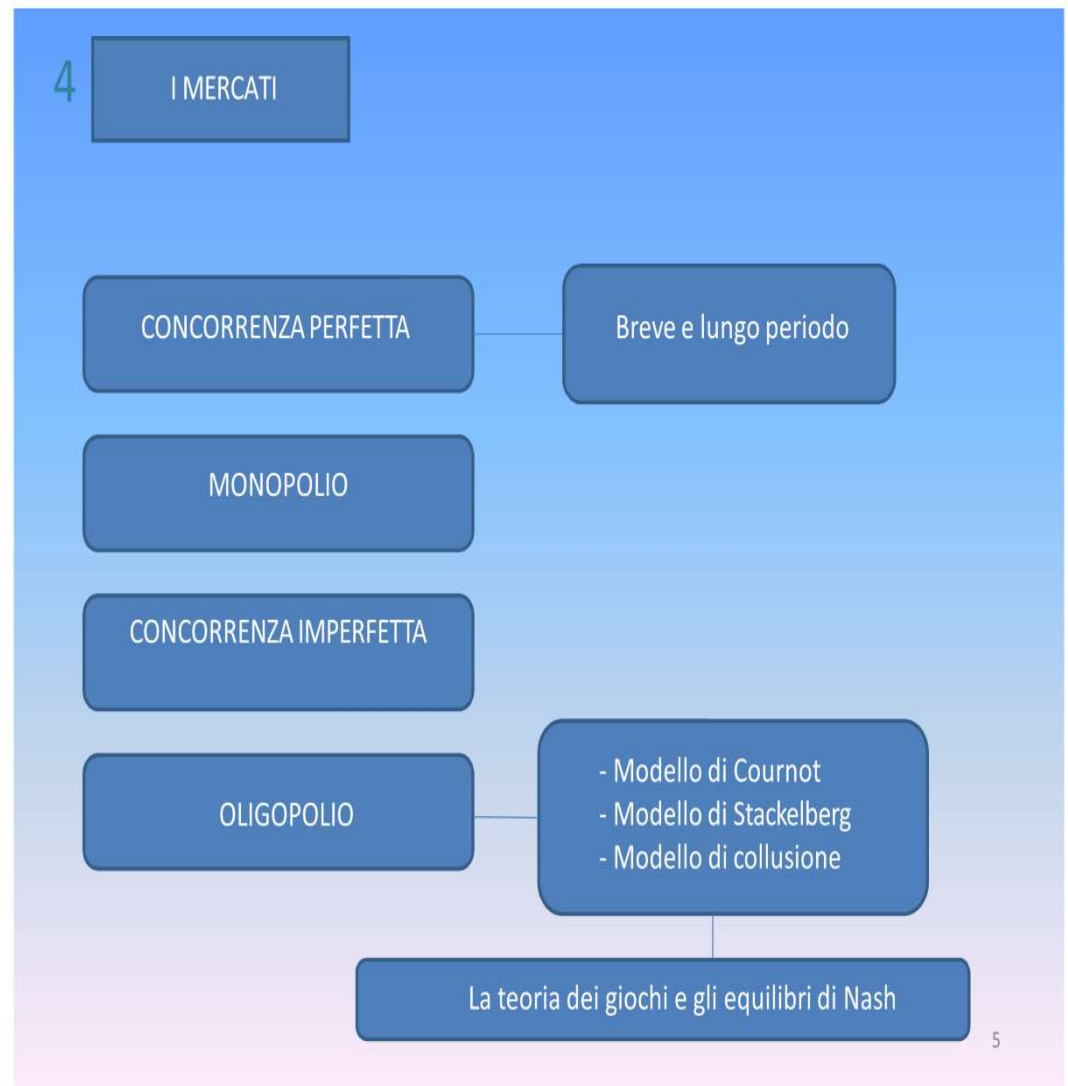 4
I MERCATI
CONCORRENZA PERFETTA
Breve e lungo periodo
MONOPOLIO
CONCORRENZA IMPERFETTA
OLIGOPOLIO
- Modello di Cournot
- Modello di Stackelberg
- Modello di collusione
La teoria dei giochi e gli equilibri di Nash
5